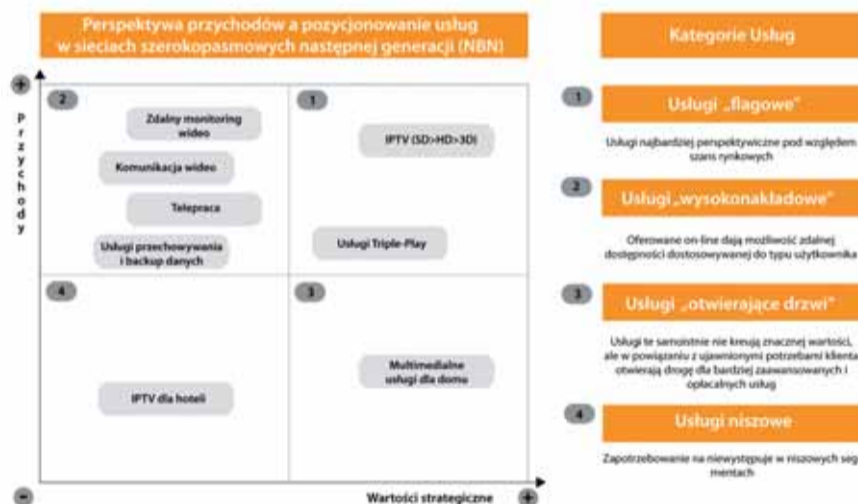 Perspektywa przychodów a pozycjonowanie usług
w sieciach szerokopasmowych następnej generacji (NBN)
Kategorie Usług
+
Przychody
2
Zdalny monitoring
wideo
Komunikacja wideo
Telepraca
Usługi przechowywania
i backup danych
1
IPTV (SD>HD>3D)
Usługi Triple-Play
4
IPTV dla hoteli
3
Multimedialne
usługi dla domu
-
Wartości strategiczne
+
1
Usługi „flagowe"
Usługi najbardziej perspektywiczne pod względem
szans rynkowych
2
Usługi „wysokonakładowe"
Oferowane on-line dają możliwość zdalnej
dostępności dostosowywanej do typu użytkownika
3
Usługi „otwierające drzwi"
Usługi te samoistnie nie kreują znacznej wartości,
ale w powiązaniu z ujawnionymi potrzebami klienta
otwierają drogę dla bardziej zaawansowanych i
opłacalnych usług
4
Usługi niszowe
Zapotrzebowanie na niewystępuje w niszowych seg
mentach